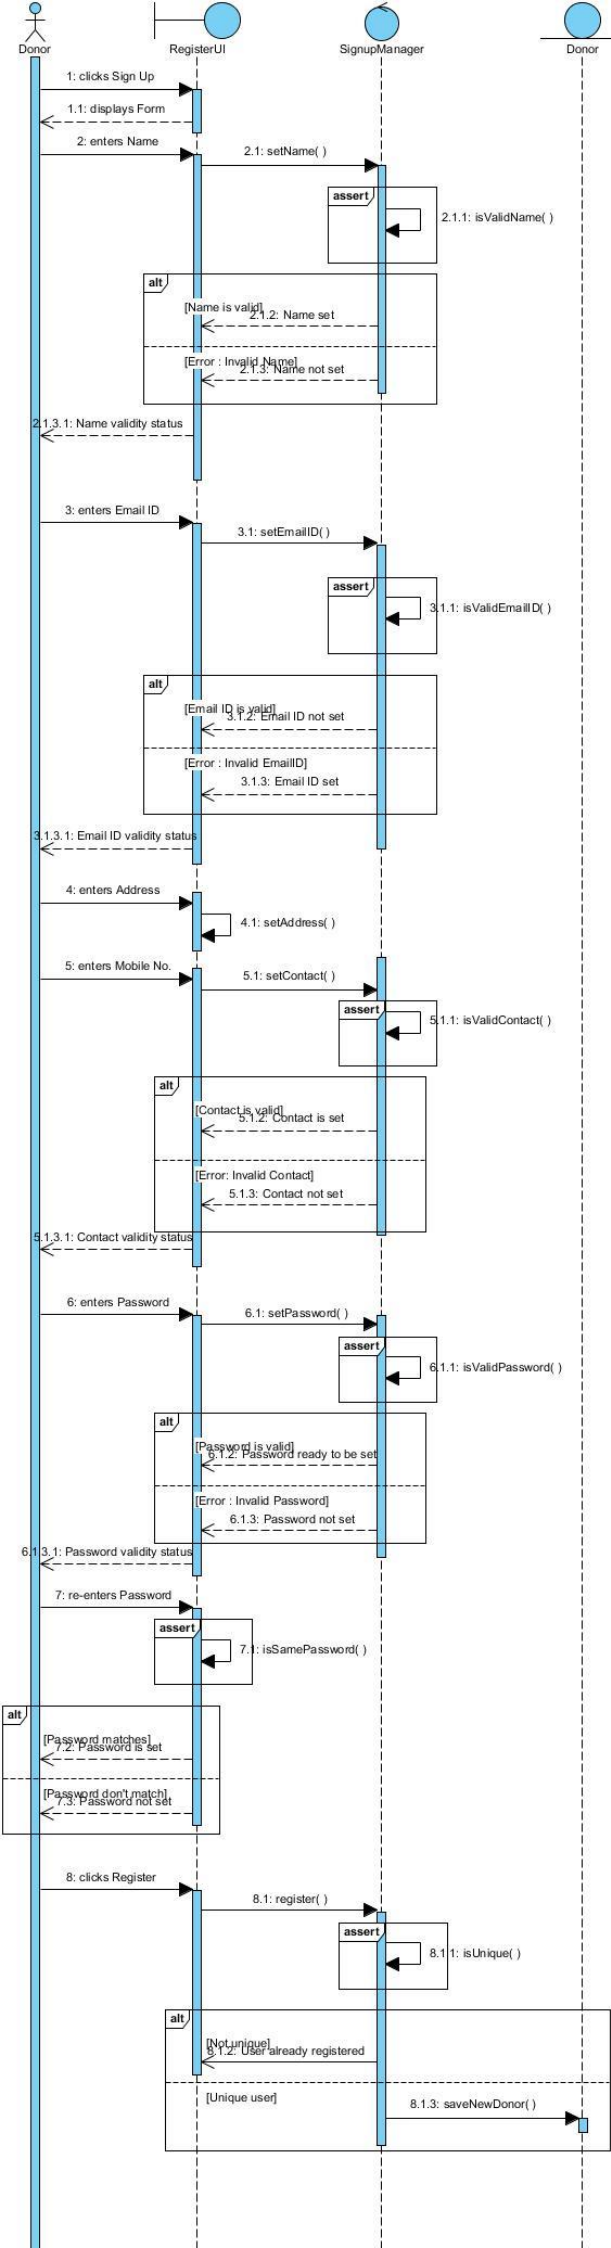 Donor
RegisterUI
SignupManager
Donor
1: clicks Sign Up
1.1: displays Form
2: enters Name
2.1: setName( )
assert
2.1.1: isValidName( )
alt
[Name is valid]
2.1.2: Name set
[Error : Invalid Name]
2.1.3: Name not set
2.1.3.1: Name validity status
3: enters Email ID
3.1: setEmailID( )
assert
3.1.1: isValidEmailID( )
alt
[Email ID is valid]
3.1.2: Email ID not set
[Error : Invalid EmailID]
3.1.3: Email ID set
3.1.3.1: Email ID validity status
4: enters Address
4.1: setAddress( )
5: enters Mobile No.
5.1: setContact( )
assert
5.1.1: isValidContact( )
alt
[Contact is valid]
5.1.2: Contact is set
[Error: Invalid Contact]
5.1.3: Contact not set
5.1.3.1: Contact validity status
6: enters Password
6.1: setPassword( )
assert
6.1.1: isValidPassword( )
alt
[Password is valid]
6.1.2: Password ready to be set
[Error : Invalid Password]
6.1.3: Password not set
6.1.3.1: Password validity status
7: re-enters Password
assert
7.1: isSamePassword( )
alt
[Password matches]
7.2: Password is set
[Password don't match]
7.3: Password not set
8: clicks Register
8.1: register( )
assert
8.1.1: isUnique( )
alt
[Not unique]
8.1.2: User already registered
[Unique user]
8.1.3: saveNewDonor( )